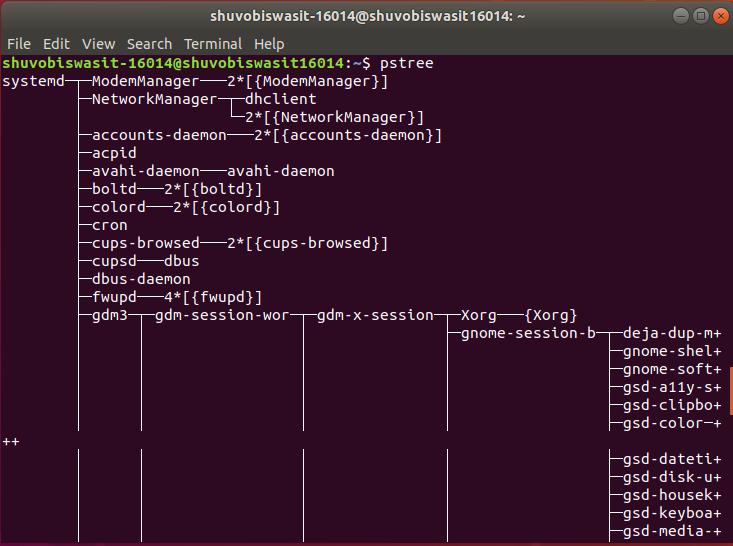 shuvobiswasit-16014@shuvobiswasit16014: ~
File Edit View Search Terminal Help
shuvobiswasit-16014@shuvobiswasit16014:~$ pstree
systemd─┬─ModemManager───2*[{ModemManager}]
        ├─NetworkManager─┬─dhclient
        │                └─2*[{NetworkManager}]
        ├─accounts-daemon───2*[{accounts-daemon}]
        ├─acpid
        ├─avahi-daemon───avahi-daemon
        ├─boltd───2*[{boltd}]
        ├─colord───2*[{colord}]
        ├─cron
        ├─cups-browsed───2*[{cups-browsed}]
        ├─cupsd───dbus
        ├─dbus-daemon
        ├─fwupd───4*[{fwupd}]
        ├─gdm3─┬─gdm-session-wor─┬─gdm-x-session─┬─Xorg───{Xorg}
        │      │                 │               ├─gnome-session-b─┬─deja-dup-m+
        │      │                 │               │                 ├─gnome-shel+
        │      │                 │               │                 ├─gnome-soft+
        │      │                 │               │                 ├─gsd-a11y-s+
        │      │                 │               │                 ├─gsd-clipbo+
        │      │                 │               │                 ├─gsd-color─+
++
        │      │                 │               │                 ├─gsd-dateti+
        │      │                 │               │                 ├─gsd-disk-u+
        │      │                 │               │                 ├─gsd-housek+
        │      │                 │               │                 ├─gsd-keyboa+
        │      │                 │               │                 ├─gsd-media-+